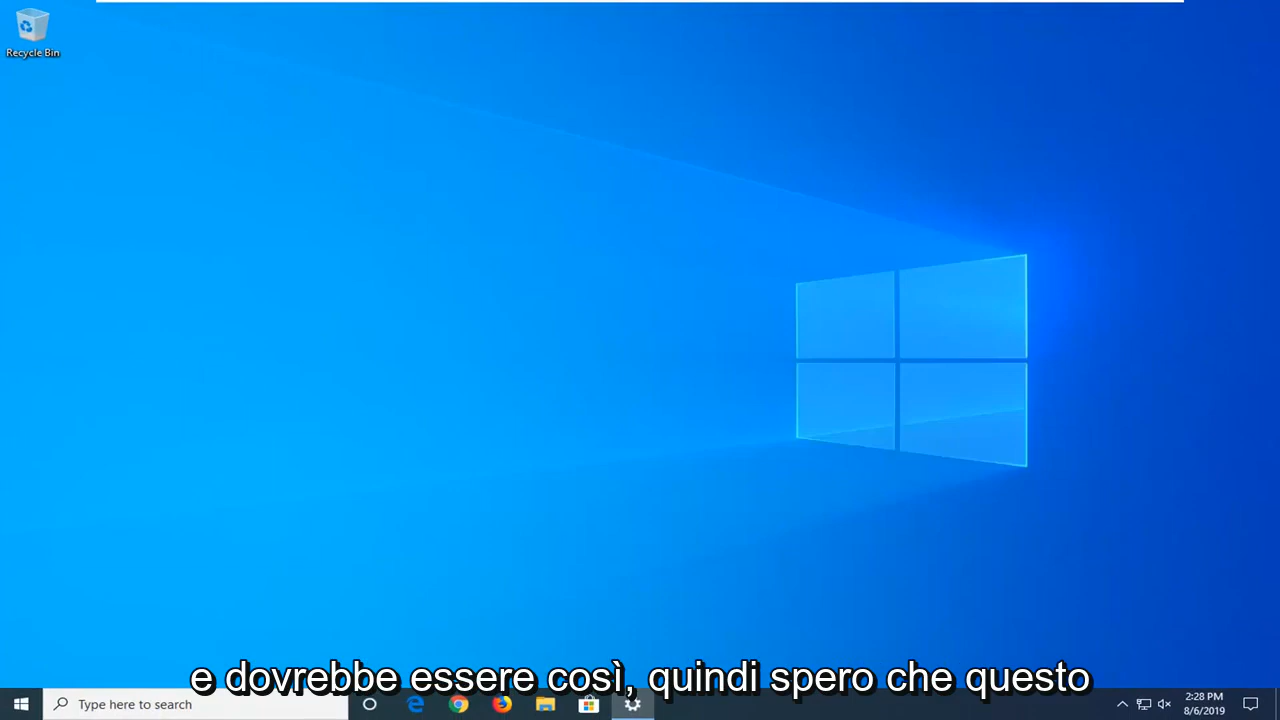 Recycle Bin
e dovrebbe essere così, quindi spero che questo
Type here to search
2:28 PM
8/6/2019